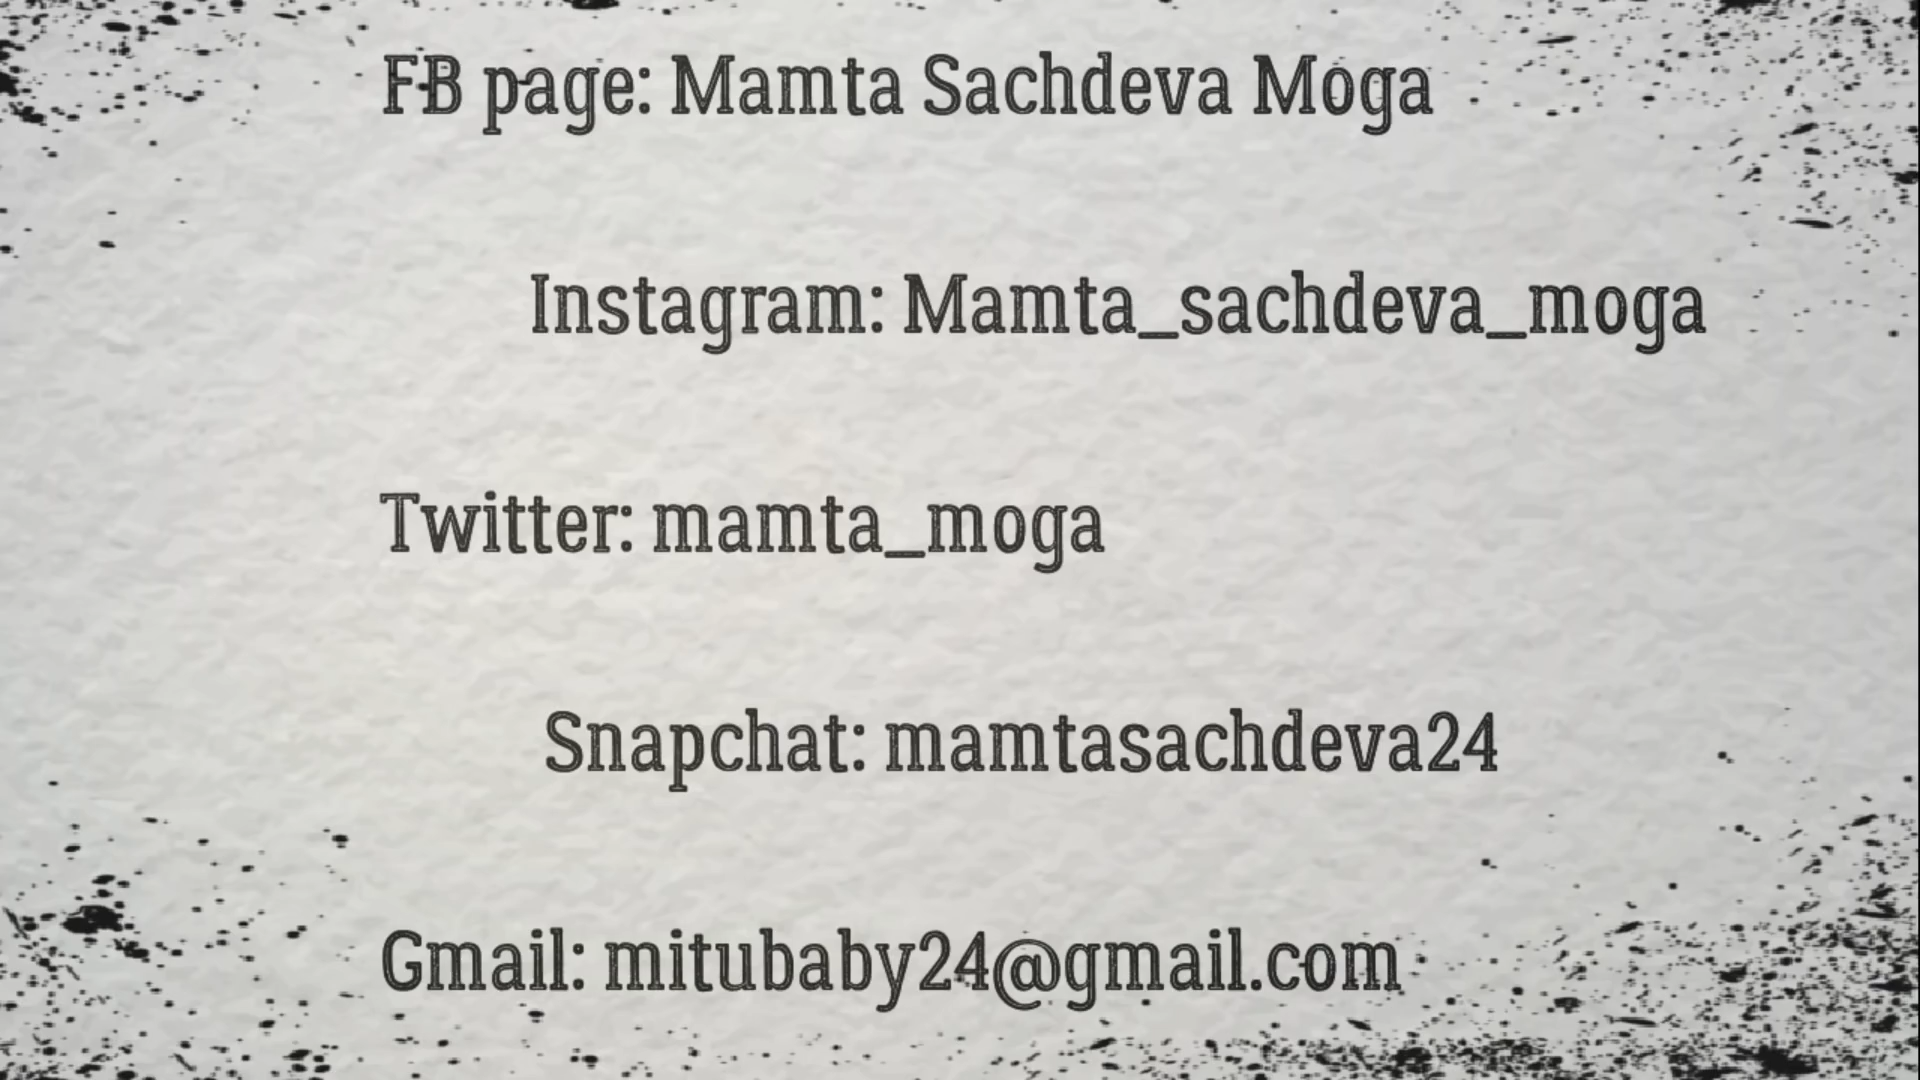 FB page: Mamta Sachdeva Moga
Instagram: Mamta_sachdeva_moga
Twitter: mamta_moga
Snapchat: mamtasachdeva24
Gmail: mitubaby24@gmail.com